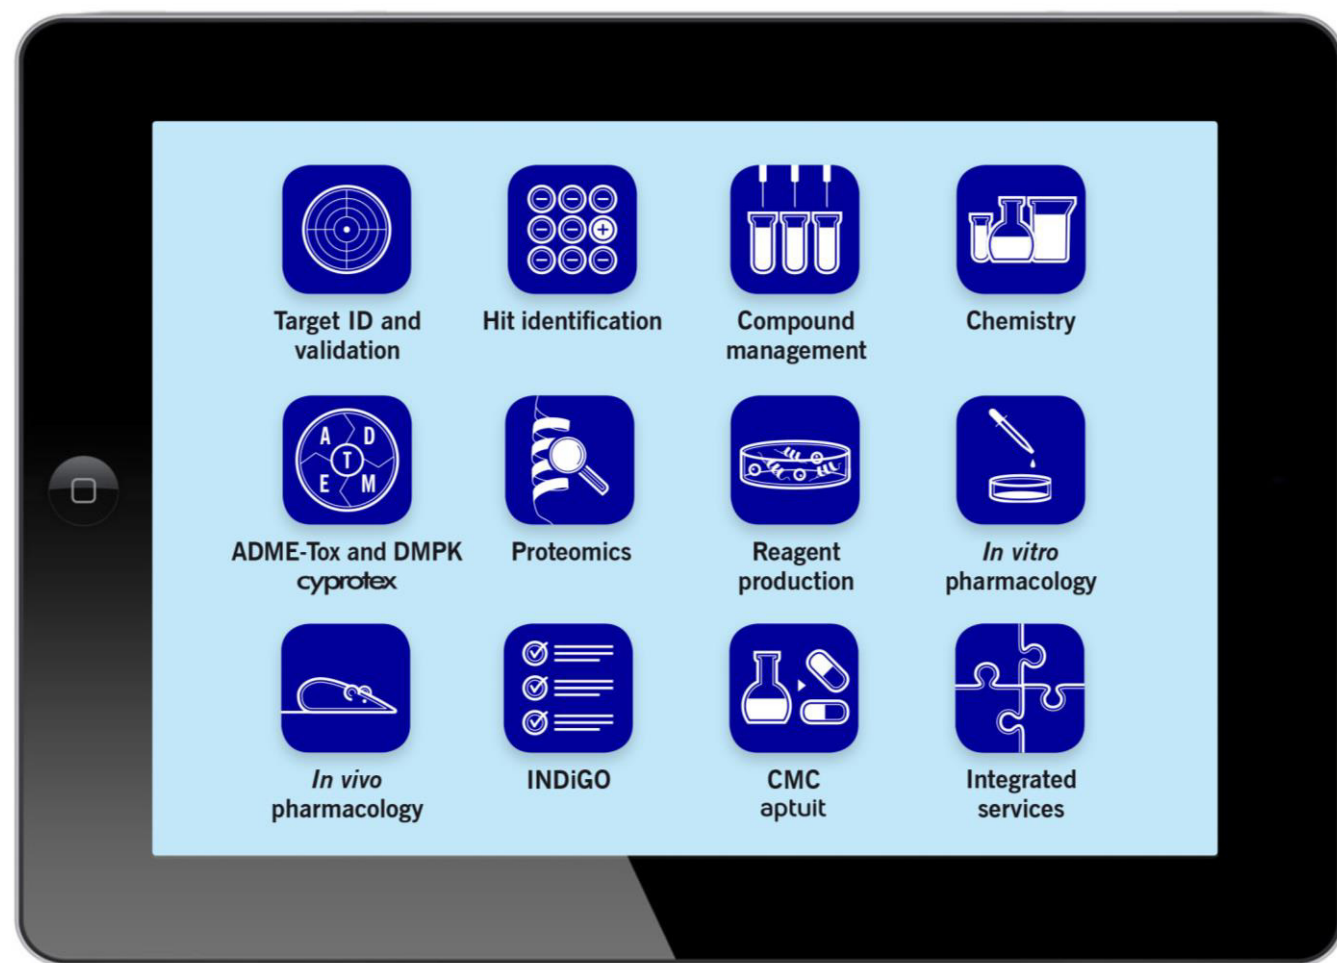 Target ID and
validation
Hit identification
Compound
management
Chemistry
A D
T
E M
ADME-Tox and DMPK
cyprotex
Proteomics
Reagent
production
In vitro
pharmacology
In vivo
pharmacology
INDiGO
CMC
aptuit
Integrated
services